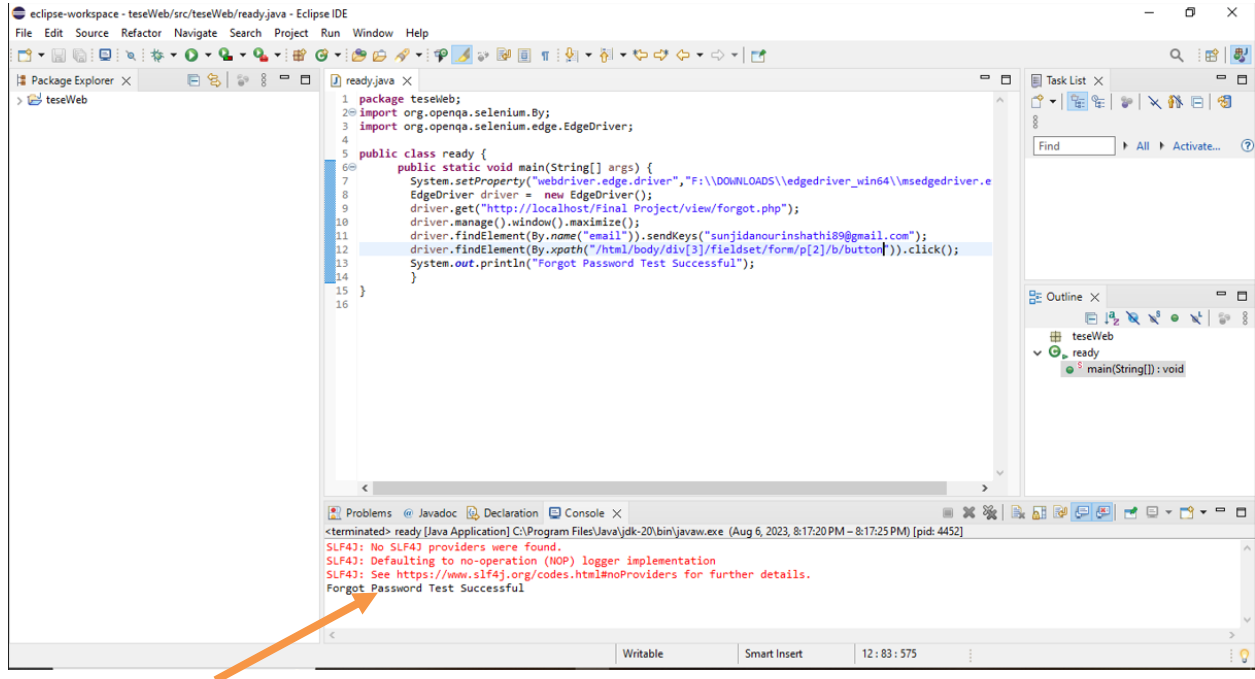 eclipse-workspace - teseWeb/src/teseWeb/ready.java - Eclipse IDE
File Edit Source Refactor Navigate Search Project Run Window Help
Package Explorer
teseWeb
ready.java
1 package teseWeb;
2 import org.openqa.selenium.By;
3 import org.openqa.selenium.edge.EdgeDriver;
4
5 public class ready {
6 public static void main(String[] args) {
7 System.setProperty("webdriver.edge.driver","F:\\DOWNLOADS\\edgedriver_win64\\msedgedriver.e
8 EdgeDriver driver = new EdgeDriver();
9 driver.get("http://localhost/Final Project/view/forgot.php");
10 driver.manage().window().maximize();
11 driver.findElement(By.name("email")).sendKeys("sunjidanourinshathi89@gmail.com");
12 driver.findElement(By.xpath("/html/body/div[3]/fieldset/form/p[2]/b/button")).click();
13 System.out.println("Forgot Password Test Successful");
14 }
15 }
16
Task List
Find All Activate...
Outline
teseWeb
ready
main(String[]) : void
Problems Javadoc Declaration Console
<terminated> ready [Java Application] C:\Program Files\Java\jdk-20\bin\javaw.exe (Aug 6, 2023, 8:17:20 PM – 8:17:25 PM) [pid: 4452]
SLF4J: No SLF4J providers were found.
SLF4J: Defaulting to no-operation (NOP) logger implementation
SLF4J: See https://www.slf4j.org/codes.html#noProviders for further details.
Forgot Password Test Successful
Writable Smart Insert 12 : 83 : 575